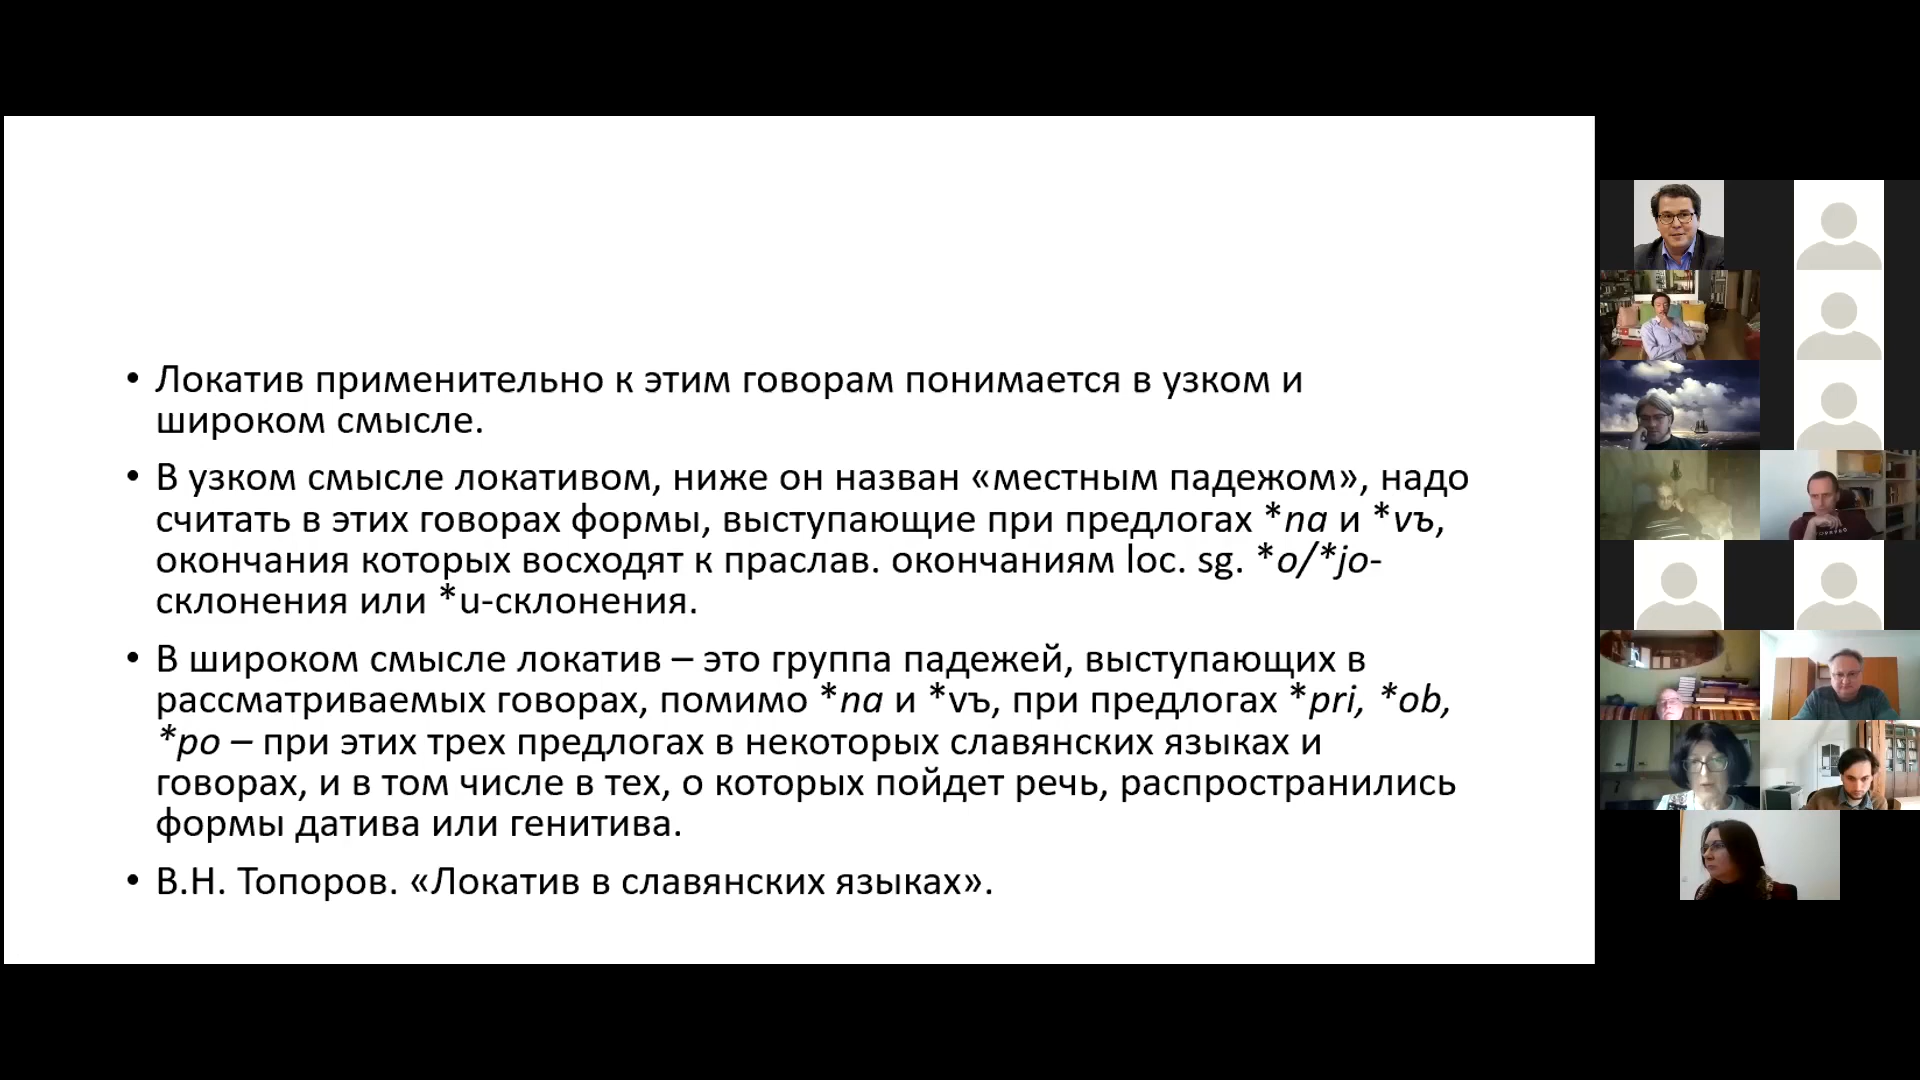 • Локатив применительно к этим говорам понимается в узком и
широком смысле.
• В узком смысле локативом, ниже он назван «местным падежом», надо
считать в этих говорах формы, выступающие при предлогах *na и *vъ,
окончания которых восходят к праслав. окончаниям loc. sg. *o/*jo-
склонения или *u-склонения.
• В широком смысле локатив – это группа падежей, выступающих в
рассматриваемых говорах, помимо *na и *vъ, при предлогах *pri, *ob,
*po – при этих трех предлогах в некоторых славянских языках и
говорах, и в том числе в тех, о которых пойдет речь, распространились
формы датива или генитива.
• В.Н. Топоров. «Локатив в славянских языках».